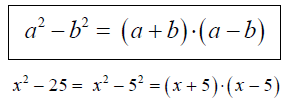 a² − b² = (a + b)·(a − b)
x² − 25 = x² − 5² = (x + 5)·(x − 5)